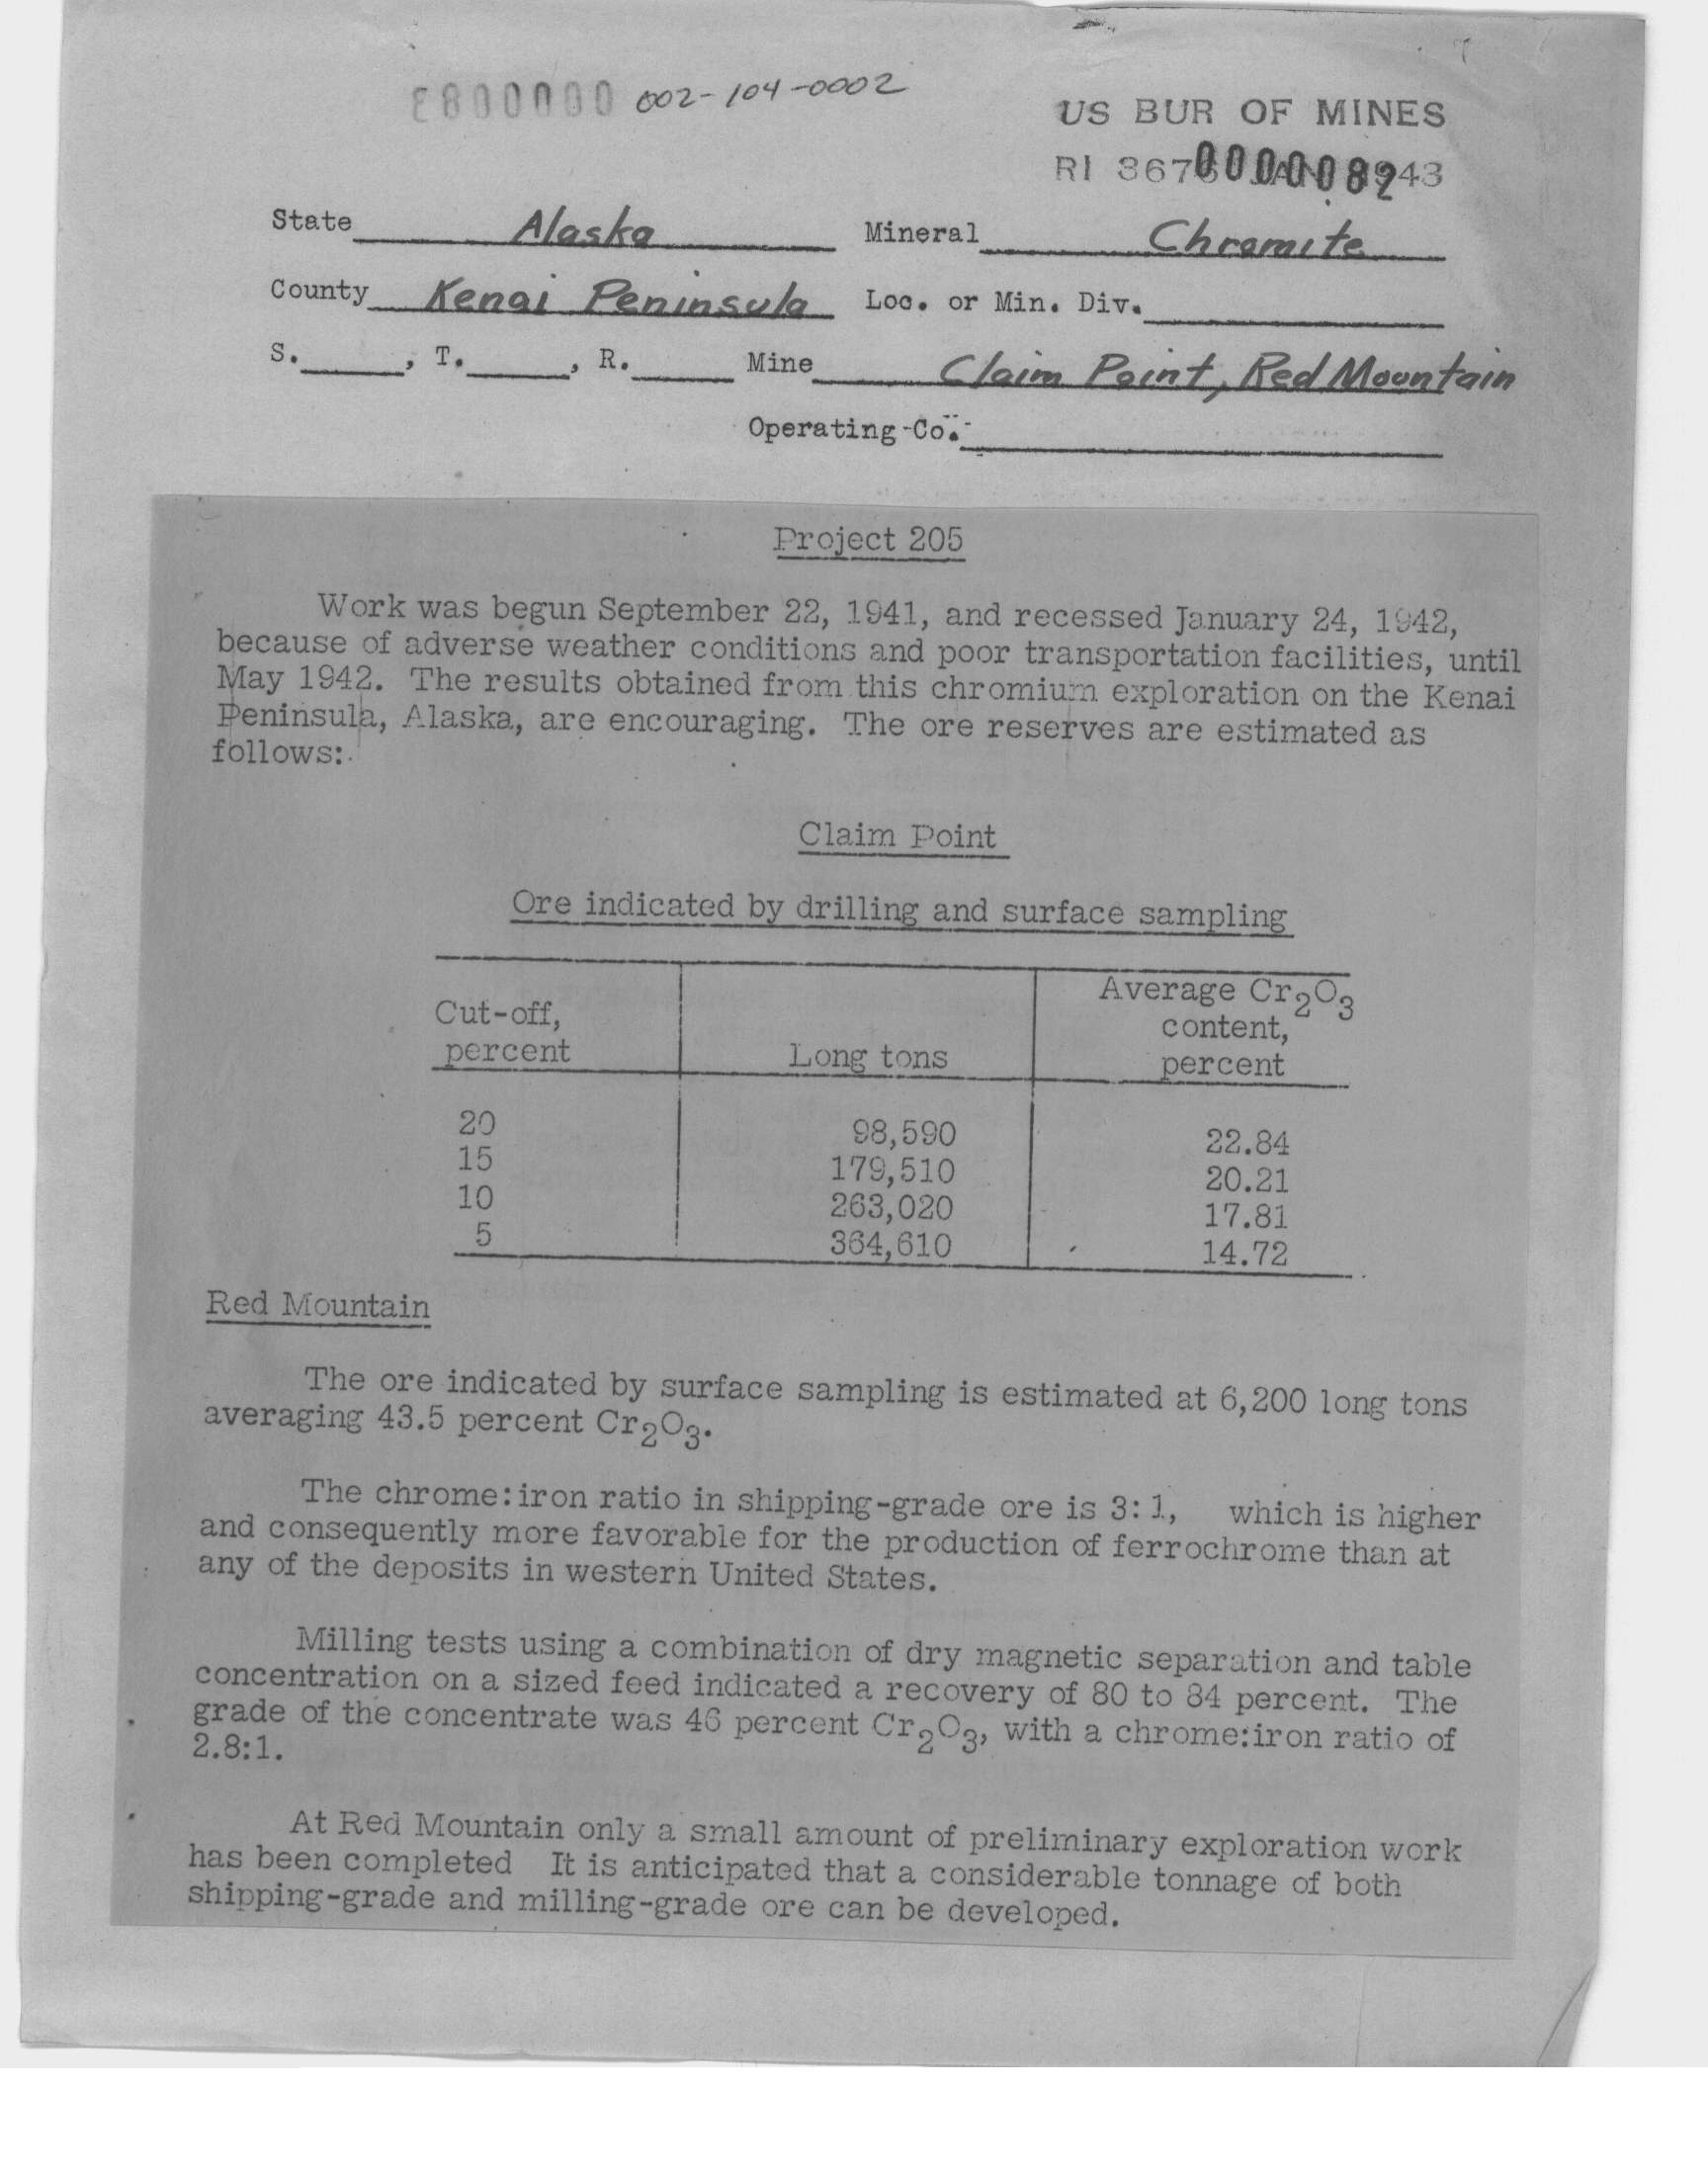 002-104-0002
US BUR OF MINES
RI 367 0000082 943
State Alaska Mineral Chromite
County Kenai Peninsula Loc. or Min. Div.
S. , T. , R. Mine Claim Point, Red Mountain
Operating Co.
Project 205
Work was begun September 22, 1941, and recessed January 24, 1942,
because of adverse weather conditions and poor transportation facilities, until
May 1942. The results obtained from this chromium exploration on the Kenai
Peninsula, Alaska, are encouraging. The ore reserves are estimated as
follows:
Claim Point
Ore indicated by drilling and surface sampling
Cut-off, percent Long tons Average Cr2O3 content, percent
20 98,590 22.84
15 179,510 20.21
10 263,020 17.81
5 364,610 14.72
Red Mountain
The ore indicated by surface sampling is estimated at 6,200 long tons
averaging 43.5 percent Cr2O3.
The chrome:iron ratio in shipping-grade ore is 3:1, which is higher
and consequently more favorable for the production of ferrochrome than at
any of the deposits in western United States.
Milling tests using a combination of dry magnetic separation and table
concentration on a sized feed indicated a recovery of 80 to 84 percent. The
grade of the concentrate was 46 percent Cr2O3, with a chrome:iron ratio of
2.8:1.
At Red Mountain only a small amount of preliminary exploration work
has been completed It is anticipated that a considerable tonnage of both
shipping-grade and milling-grade ore can be developed.